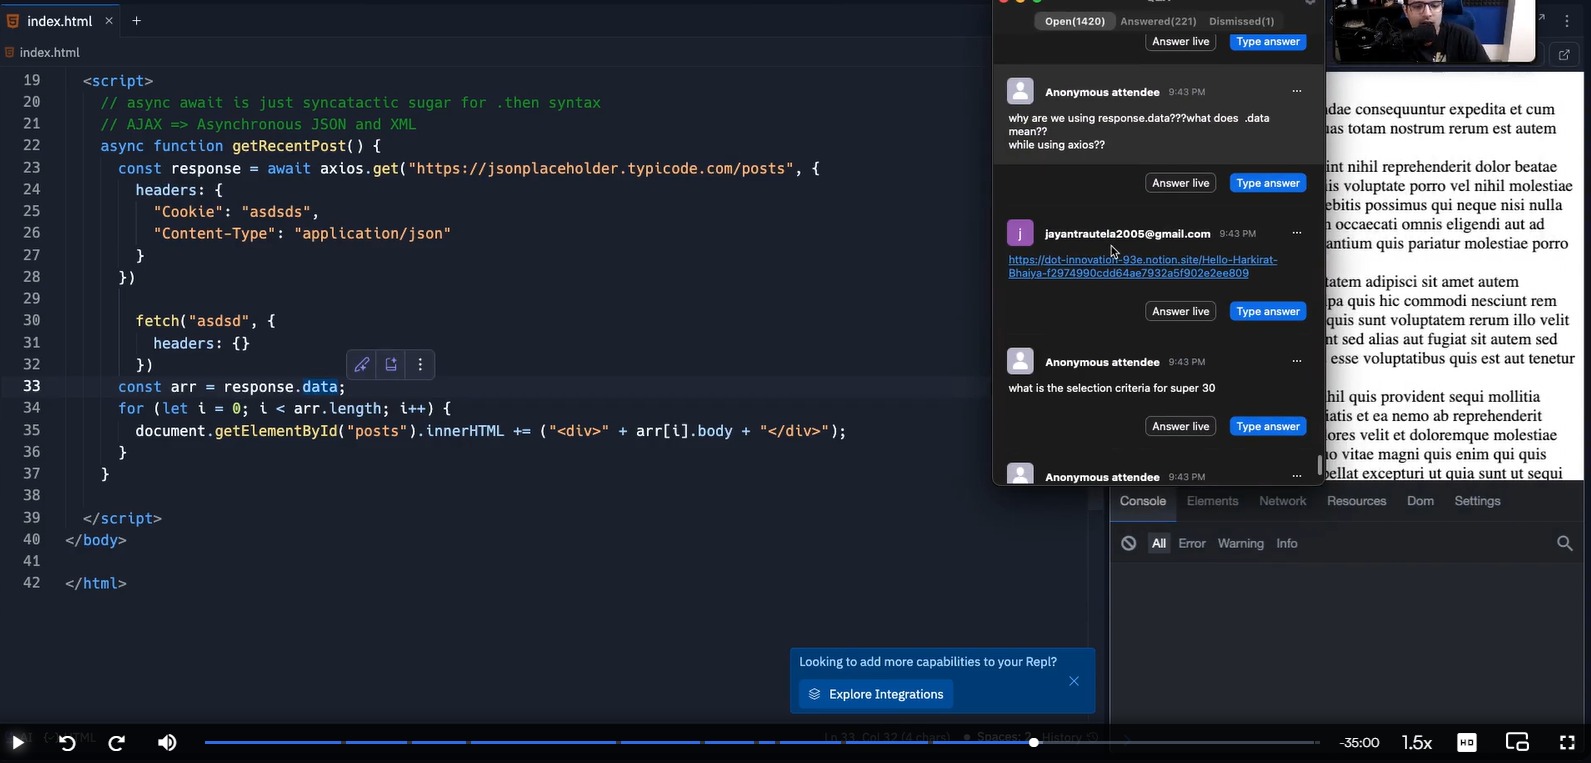 index.html
index.html
19 <script>
20 // async await is just syncatactic sugar for .then syntax
21 // AJAX => Asynchronous JSON and XML
22 async function getRecentPost() {
23 const response = await axios.get("https://jsonplaceholder.typicode.com/posts", {
24 headers: {
25 "Cookie": "asdsds",
26 "Content-Type": "application/json"
27 }
28 })
29
30 fetch("asdsd", {
31 headers: {}
32 })
33 const arr = response.data;
34 for (let i = 0; i < arr.length; i++) {
35 document.getElementById("posts").innerHTML += ("<div>" + arr[i].body + "</div>");
36 }
37 }
38
39 </script>
40 </body>
41
42 </html>
Open(1420) Answered(221) Dismissed(1)
Answer live Type answer
Anonymous attendee 9:43 PM
why are we using response.data???what does .data
mean??
while using axios??
Answer live Type answer
j jayantrautela2005@gmail.com 9:43 PM
https://dot-innovation-93e.notion.site/Hello-Harkirat-
Bhaiya-f2974990cdd64ae7932a5f902e2ee809
Answer live Type answer
Anonymous attendee 9:43 PM
what is the selection criteria for super 30
Answer live Type answer
Anonymous attendee 9:43 PM
consequuntur expedita et cum
totam nostrum rerum est autem
nihil reprehenderit dolor beatae
voluptate porro vel nihil molestiae
possimus qui neque nisi nulla
occaecati omnis eligendi aut ad
quis pariatur molestiae porro
adipisci sit amet autem
quis hic commodi nesciunt rem
quis sunt voluptatem rerum illo velit
sed alias aut fugiat sit autem sed
esse voluptatibus quis est aut tenetur
quis provident sequi mollitia
et ea nemo ab reprehenderit
velit et doloremque molestiae
vitae magni quis enim qui quis
excepturi ut quia sunt ut sequi
Console Elements Network Resources Dom Settings
All Error Warning Info
Looking to add more capabilities to your Repl?
Explore Integrations
Ln 33, Col 32 (4 chars) Spaces: 2 History
-35:00 1.5x HD